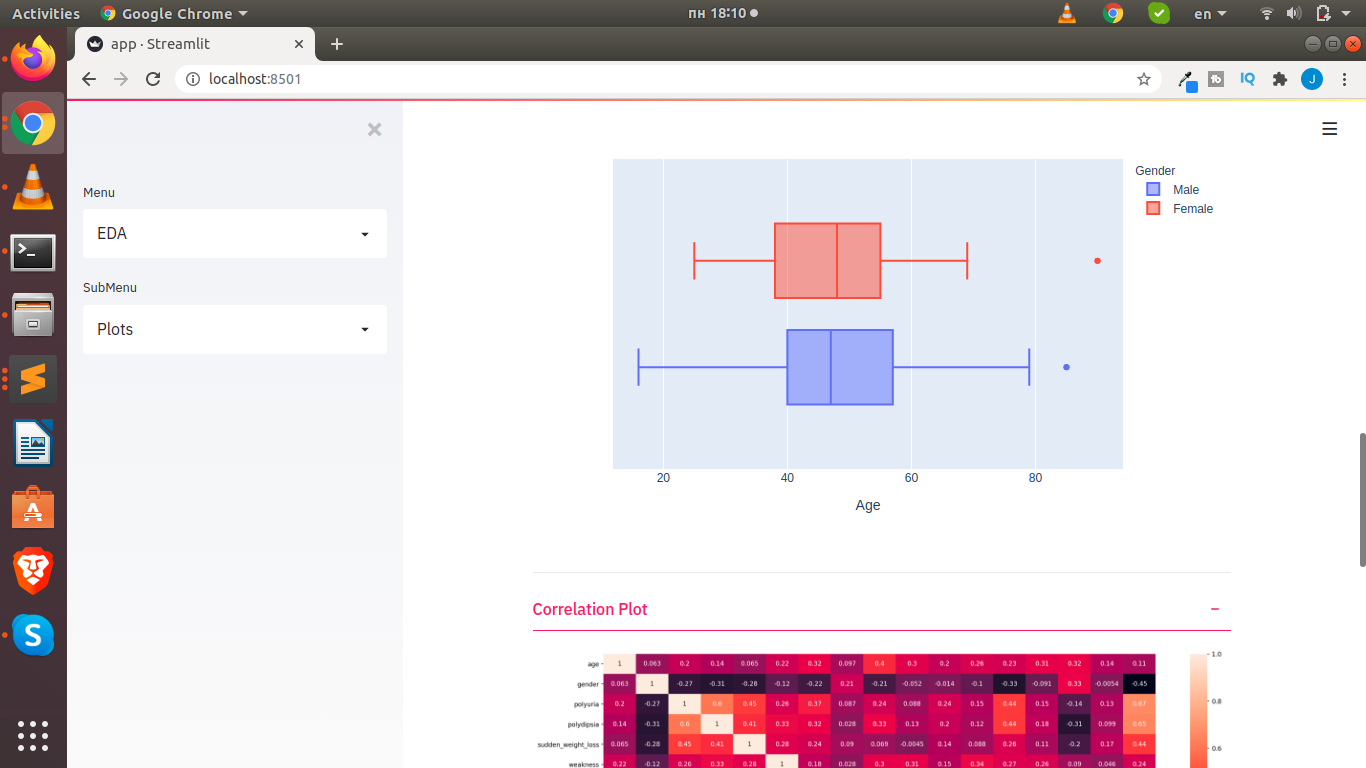 Activities
Google Chrome
пн 18:10
en
app · Streamlit
localhost:8501
J
Menu
EDA
SubMenu
Plots
Gender
Male
Female
20 40 60 80
Age
Correlation Plot
age 1 0.063 0.2 0.14 0.065 0.22 0.32 0.097 0.4 0.3 0.2 0.26 0.23 0.31 0.32 0.14 0.11
gender 0.063 1 -0.27 -0.31 -0.28 -0.12 -0.22 0.21 -0.21 -0.052 -0.014 -0.1 -0.33 -0.091 0.33 -0.0054 -0.45
polyuria 0.2 -0.27 1 0.6 0.45 0.26 0.37 0.087 0.24 0.088 0.24 0.15 0.44 0.15 -0.14 0.13 0.67
polydipsia 0.14 -0.31 0.6 1 0.41 0.33 0.32 0.028 0.33 0.13 0.2 0.12 0.44 0.18 -0.31 0.099 0.65
sudden_weight_loss 0.065 -0.28 0.45 0.41 1 0.28 0.24 0.09 0.069 -0.0045 0.14 0.088 0.26 0.11 -0.2 0.17 0.44
weakness 0.22 -0.12 0.26 0.33 0.28 1 0.18 0.028 0.3 0.31 0.15 0.34 0.27 0.26 0.09 0.046 0.24
1.0
0.8
0.6